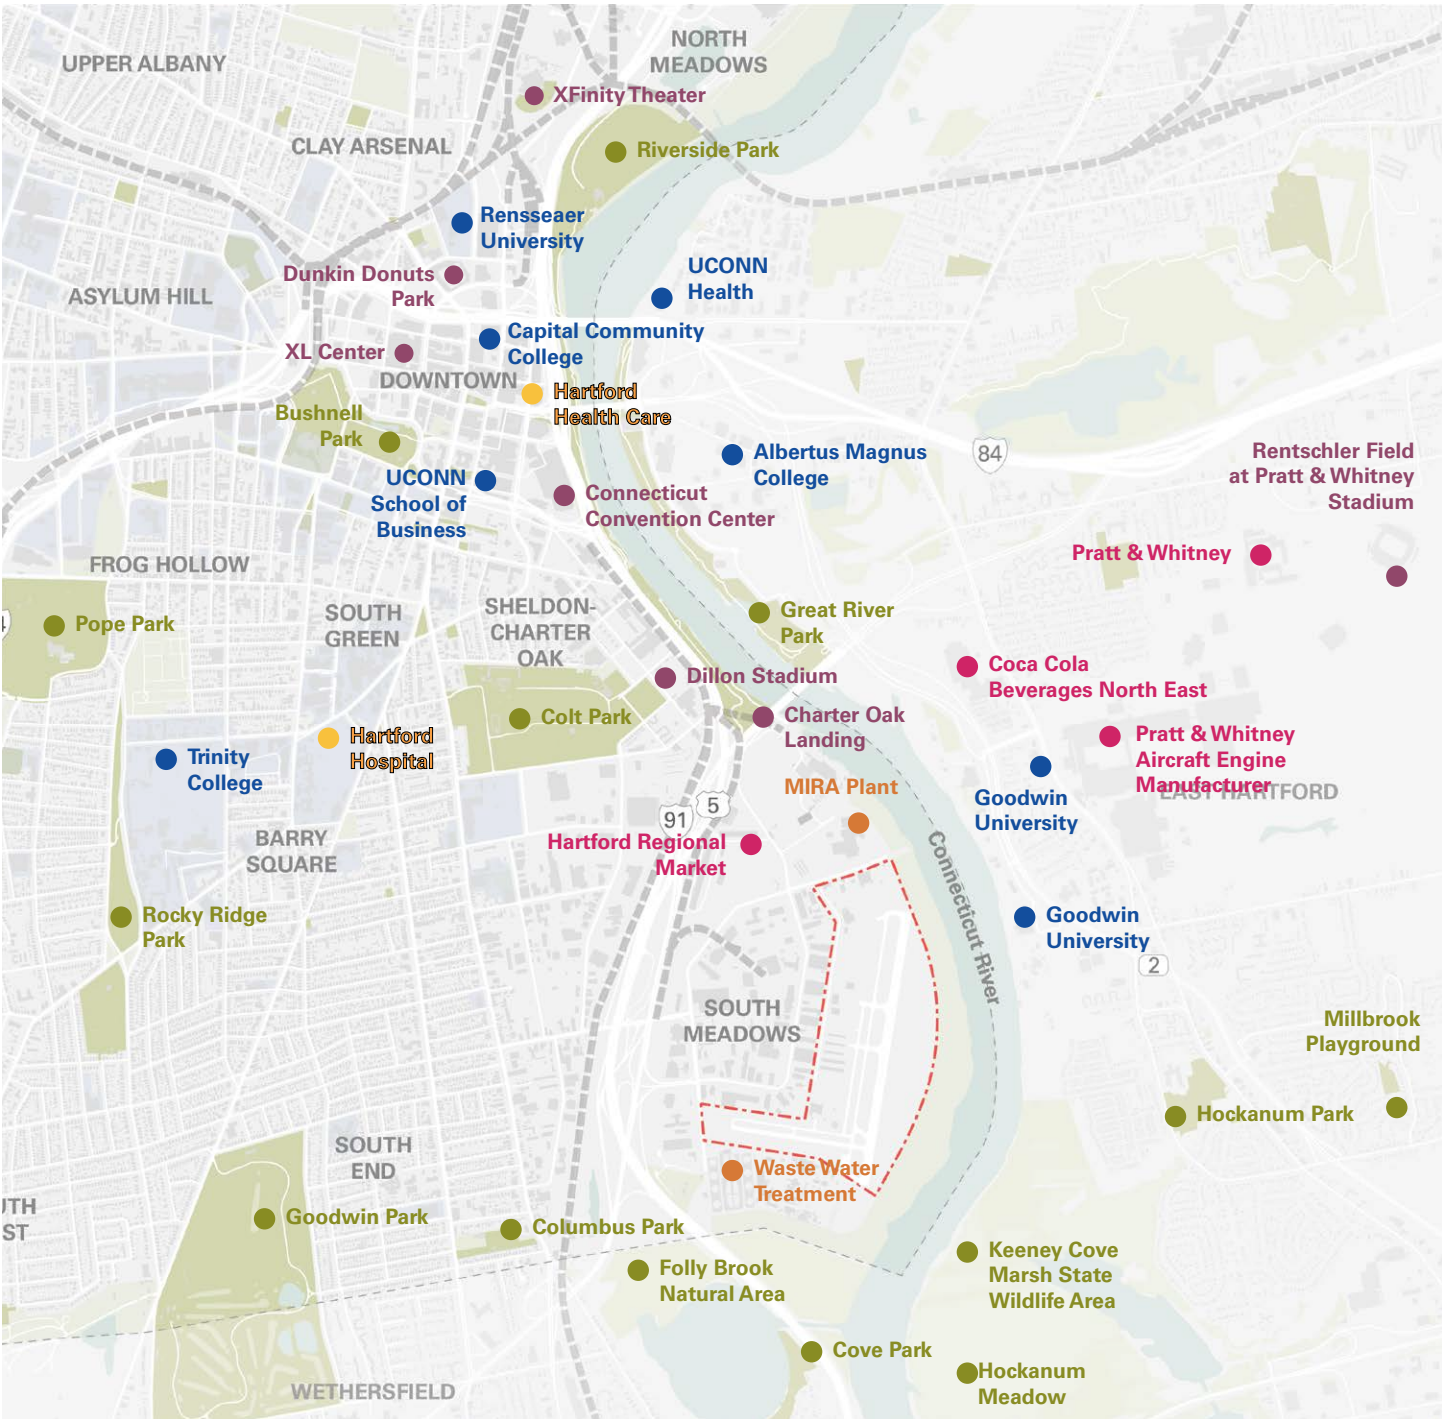 NORTH
MEADOWS
UPPER ALBANY
XFinity Theater
CLAY ARSENAL
Riverside Park
Rensseaer
University
Dunkin Donuts
Park
UCONN
Health
ASYLUM HILL
Capital Community
College
XL Center
DOWNTOWN
Hartford
Health Care
Bushnell
Park
84
Albertus Magnus
College
Rentschler Field
at Pratt & Whitney
Stadium
UCONN
School of
Business
Connecticut
Convention Center
Pratt & Whitney
FROG HOLLOW
SOUTH
GREEN
SHELDON-
CHARTER
OAK
Great River
Park
4
Pope Park
Coca Cola
Beverages North East
Dillon Stadium
Colt Park
Charter Oak
Landing
Hartford
Hospital
Pratt & Whitney
Aircraft Engine
Manufacturer
Trinity
College
MIRA Plant
EAST HARTFORD
Goodwin
University
5
91
Hartford Regional
Market
BARRY
SQUARE
Connecticut River
Rocky Ridge
Park
Goodwin
University
2
SOUTH
MEADOWS
Millbrook
Playground
Hockanum Park
SOUTH
END
Waste Water
Treatment
UTH
ST
Goodwin Park
Columbus Park
Keeney Cove
Marsh State
Wildlife Area
Folly Brook
Natural Area
Cove Park
Hockanum
Meadow
WETHERSFIELD